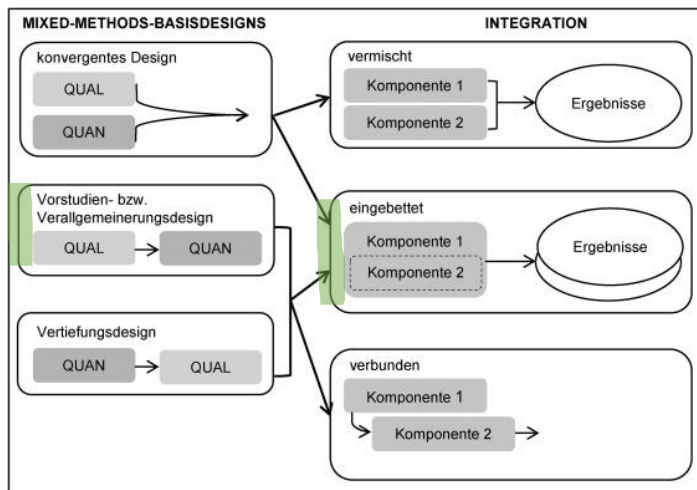 MIXED-METHODS-BASISDESIGNS
konvergentes Design
QUAL
QUAN
Vorstudien- bzw.
Verallgemeinerungsdesign
QUAL
QUAN
Vertiefungsdesign
QUAN
QUAL
INTEGRATION
vermischt
Komponente 1
Komponente 2
Ergebnisse
eingebettet
Komponente 1
Komponente 2
Ergebnisse
verbunden
Komponente 1
Komponente 2